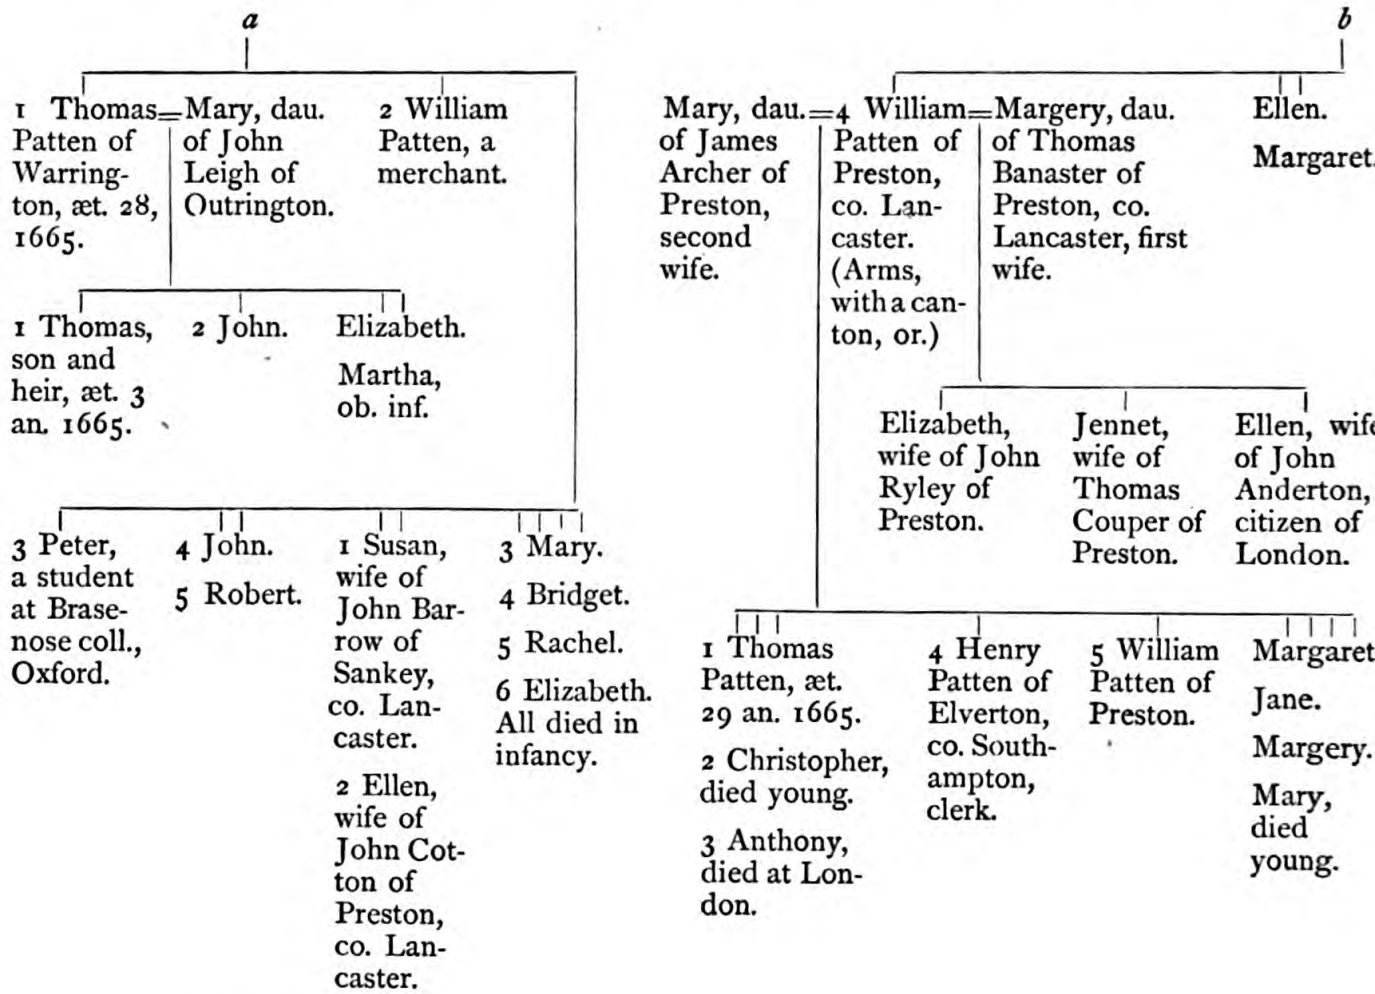 a
b
1 Thomas=Mary, dau.
Patten of
Warring-
ton, æt. 28,
1665.
of John
Leigh of
Outrington.
2 William
Patten, a
merchant.
1 Thomas,
son and
heir, æt. 3
an. 1665.
2 John.
Elizabeth.
Martha,
ob. inf.
3 Peter,
a student
at Brase-
nose coll.,
Oxford.
4 John.
5 Robert.
1 Susan,
wife of
John Bar-
row of
Sankey,
co. Lan-
caster.
2 Ellen,
wife of
John Cot-
ton of
Preston,
co. Lan-
caster.
3 Mary.
4 Bridget.
5 Rachel.
6 Elizabeth.
All died in
infancy.
Mary, dau.=4 William=Margery, dau.
of James
Archer of
Preston,
second
wife.
Patten of
Preston,
co. Lan-
caster.
(Arms,
with a can-
ton, or.)
of Thomas
Banaster of
Preston, co.
Lancaster, first
wife.
Ellen.
Margaret.
Elizabeth,
wife of John
Ryley of
Preston.
Jennet,
wife of
Thomas
Couper of
Preston.
Ellen, wife
of John
Anderton,
citizen of
London.
1 Thomas
Patten, æt.
29 an. 1665.
2 Christopher,
died young.
3 Anthony,
died at Lon-
don.
4 Henry
Patten of
Elverton,
co. South-
ampton,
clerk.
5 William
Patten of
Preston.
Margaret
Jane.
Margery.
Mary,
died
young.